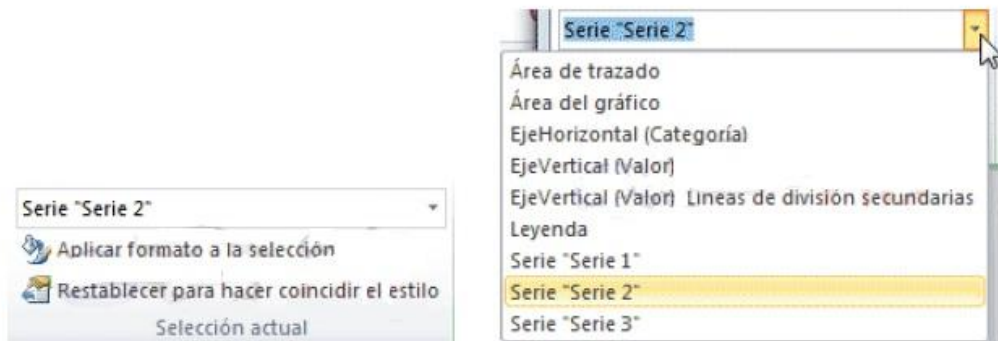 Serie "Serie 2"
Aplicar formato a la selección
Restablecer para hacer coincidir el estilo
Selección actual
Serie "Serie 2"
Área de trazado
Área del gráfico
EjeHorizontal (Categoría)
EjeVertical (Valor)
EjeVertical (Valor) Lineas de división secundarias
Leyenda
Serie "Serie 1"
Serie "Serie 2"
Serie "Serie 3"